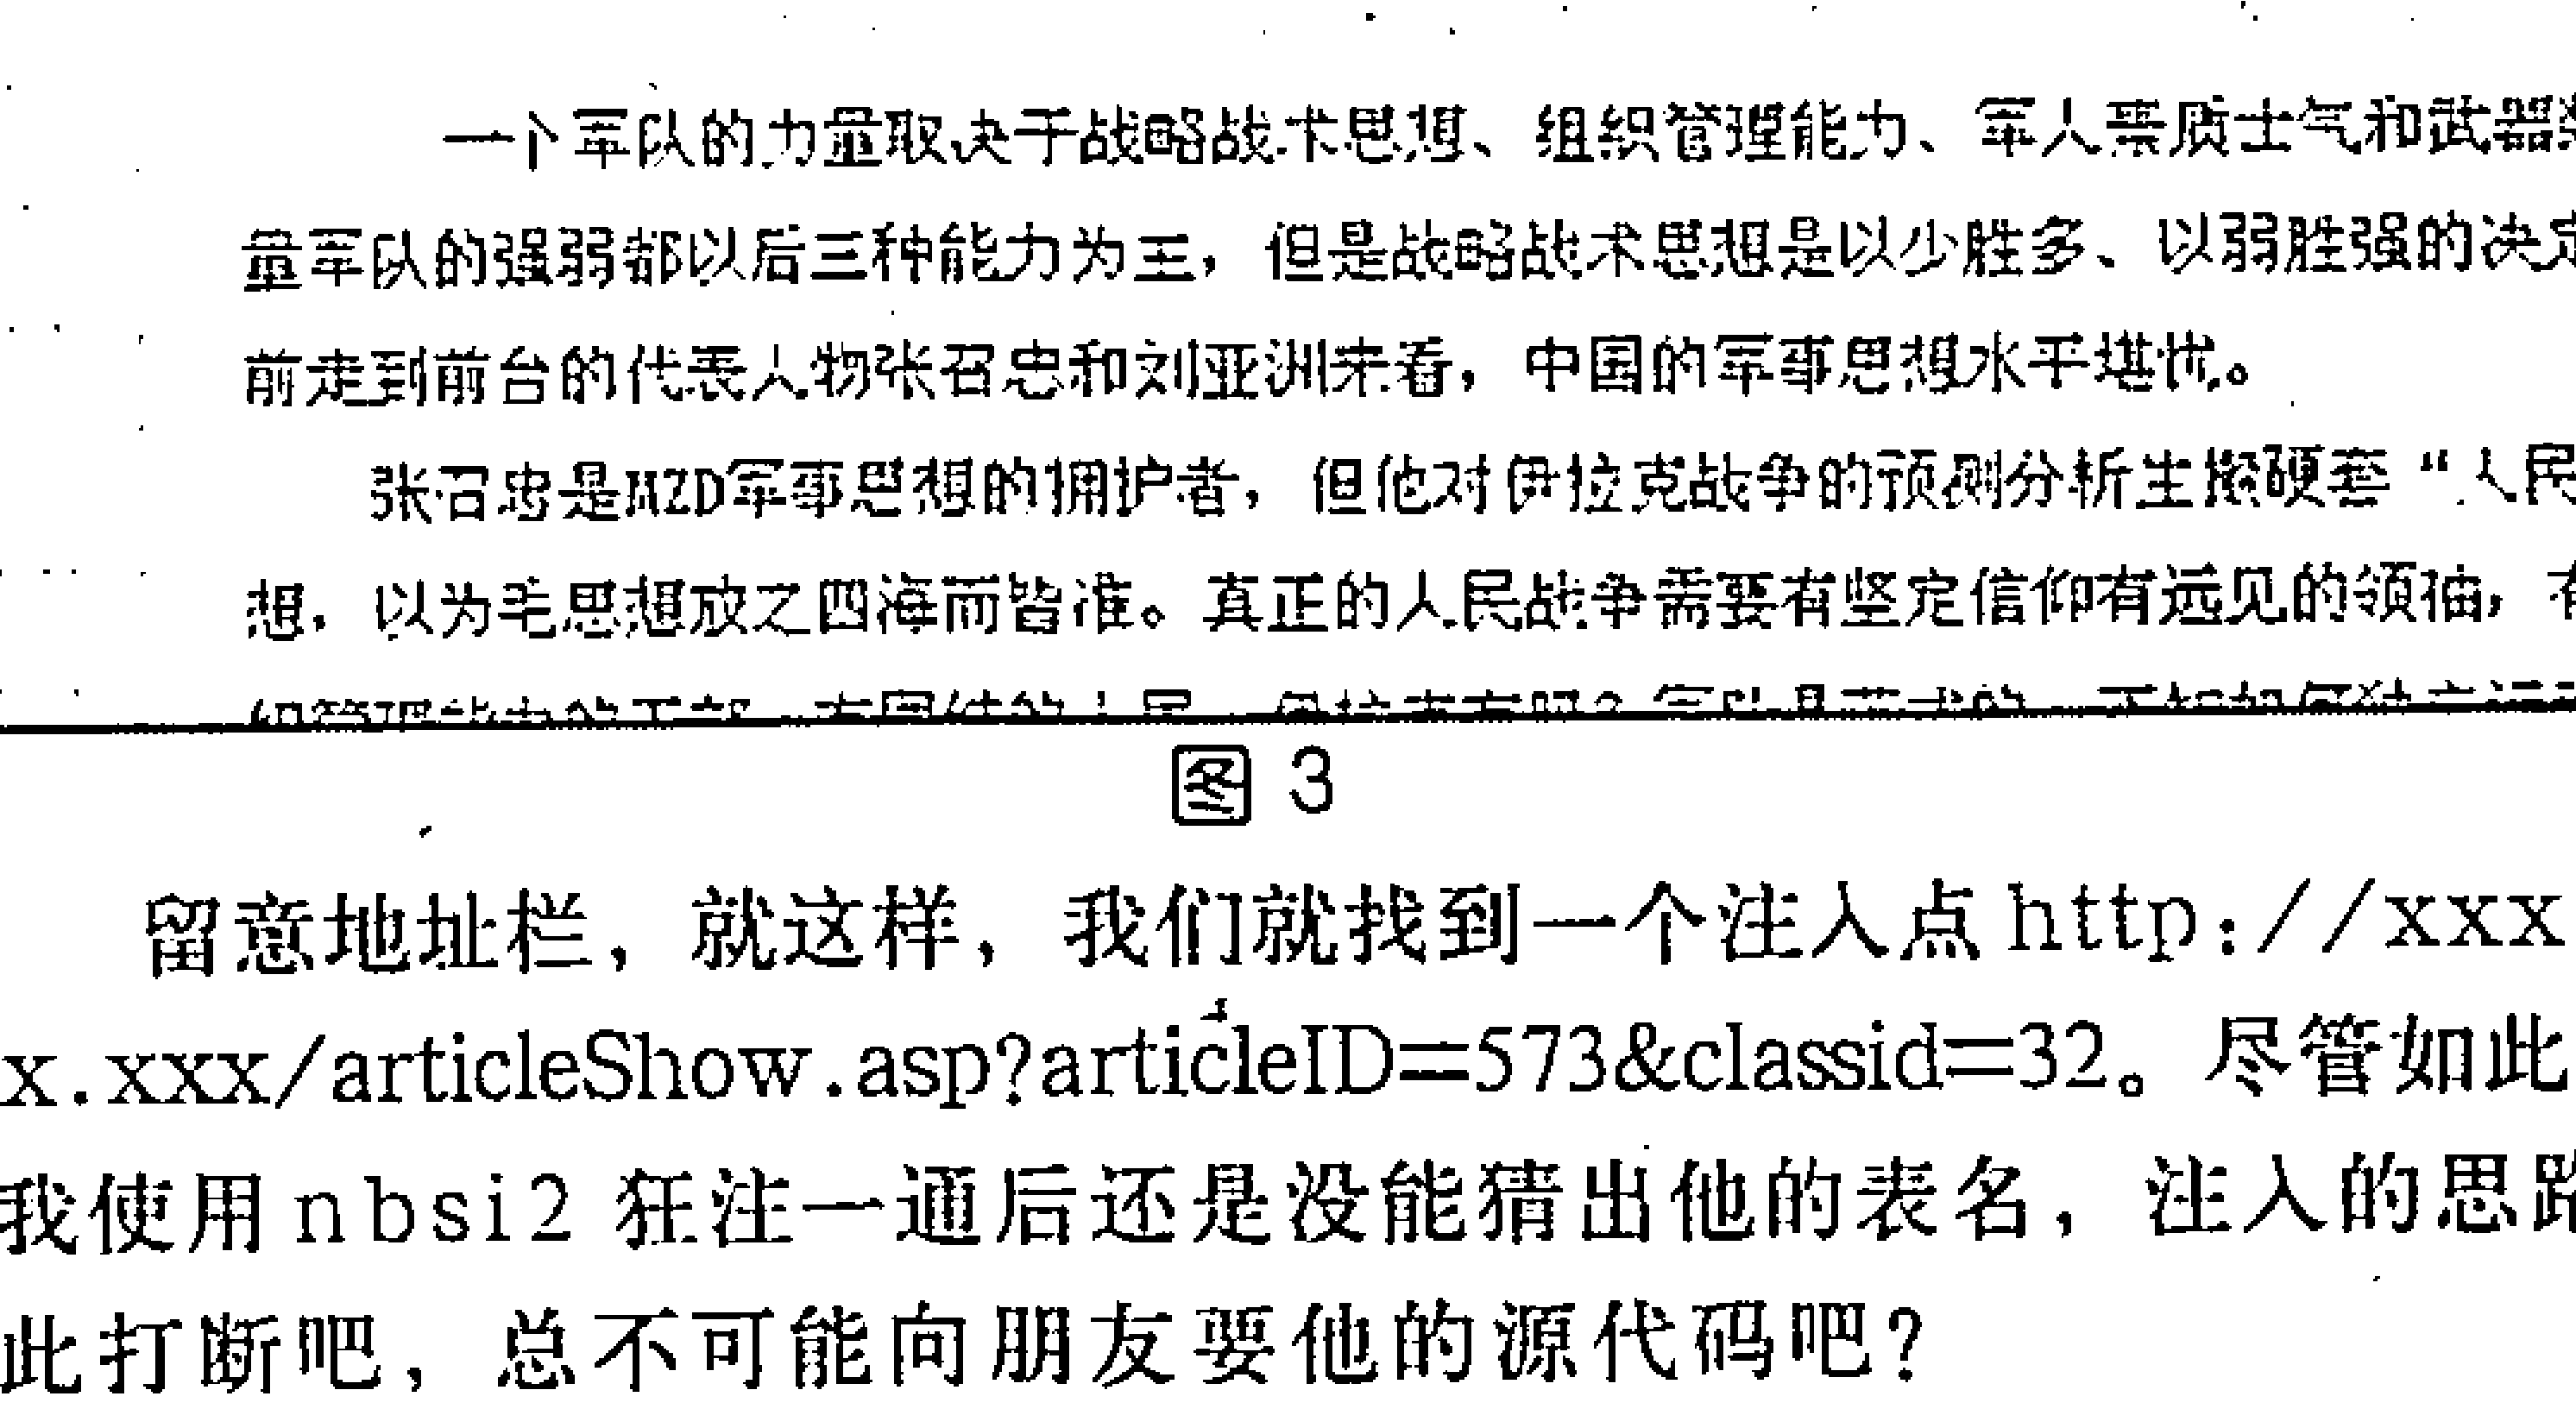 一个军队的力量取决于战略战术思想、组织管理能力、军人素质士气和武器
量军队的强弱都以后三种能力为主，但是战略战术思想是以少胜多、以弱胜强的决定
前走到前台的代表人物张召忠和刘亚洲来看，中国的军事思想水平堪忧。
张召忠是MZD军事思想的拥护者，但他对伊拉克战争的预测分析生搬硬套“人民
想，以为毛思想放之四海而皆准。真正的人民战争需要有坚定信仰有远见的领袖，有
图 3
留意地址栏，就这样，我们就找到一个注入点http://xxx
x.xxx/articleShow.asp?articleID=573&classid=32。尽管如此
我使用nbsi2 狂注一通后还是没能猜出他的表名，注入的思路
此打断吧，总不可能向朋友要他的源代码吧？